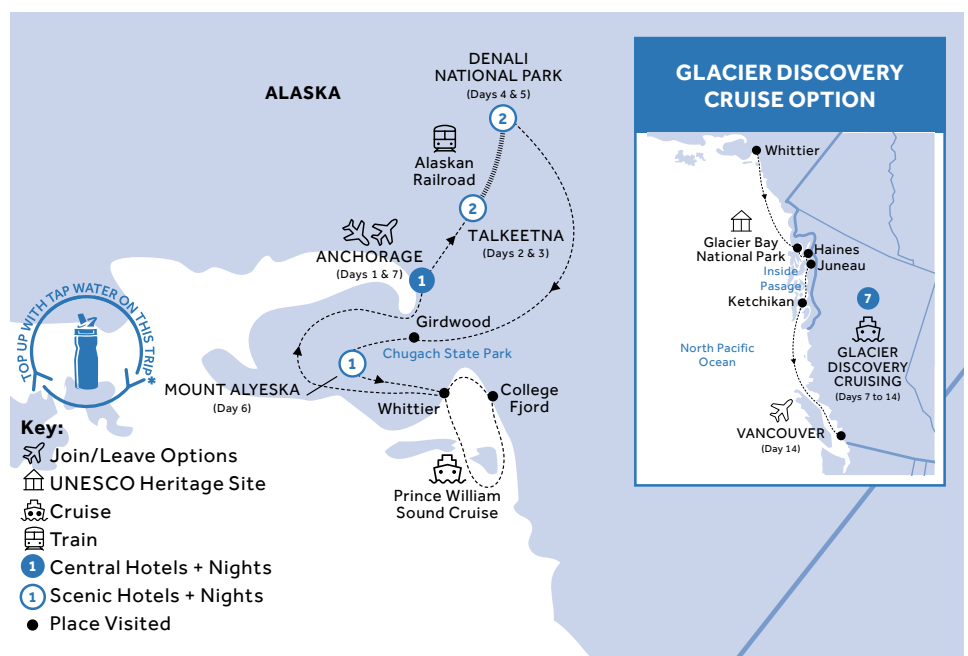 ALASKA
DENALI
NATIONAL PARK
(Days 4 & 5)
2
Alaskan
Railroad
2
TALKEETNA
(Days 2 & 3)
ANCHORAGE
(Days 1 & 7)
1
Girdwood
Chugach State Park
1
MOUNT ALYESKA
(Day 6)
Whittier
College
Fjord
Prince William
Sound Cruise
TOP UP WITH TAP WATER ON THIS TRIP*
Key:
Join/Leave Options
UNESCO Heritage Site
Cruise
Train
1 Central Hotels + Nights
1 Scenic Hotels + Nights
Place Visited
GLACIER DISCOVERY
CRUISE OPTION
Whittier
Glacier Bay
National Park
Haines
Juneau
Inside
Pasage
Ketchikan
7
North Pacific
Ocean
GLACIER
DISCOVERY
CRUISING
(Days 7 to 14)
VANCOUVER
(Day 14)